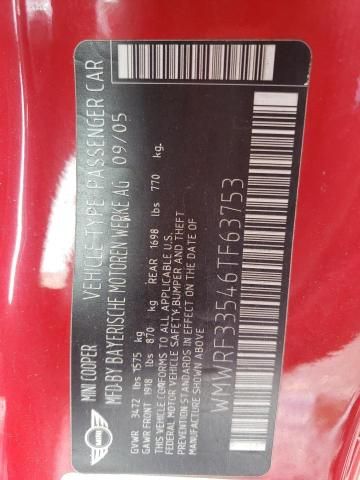 MINI COOPER
VEHICLE TYPE: PASSENGER CAR
MFD.BY BAYERISCHE MOTOREN WERKE AG 09/05
GVWR 3472 lbs 1575 kg
GAWR FRONT 1918 lbs 870 kg REAR 1698 lbs 770 kg.
THIS VEHICLE CONFORMS TO ALL APPLICABLE U.S.
FEDERAL MOTOR VEHICLE SAFETY,BUMPER AND THEFT
PREVENTION STANDARDS IN EFFECT ON THE DATE OF
MANUFACTURE SHOWN ABOVE.
WMWRF33546TF63753
MINI